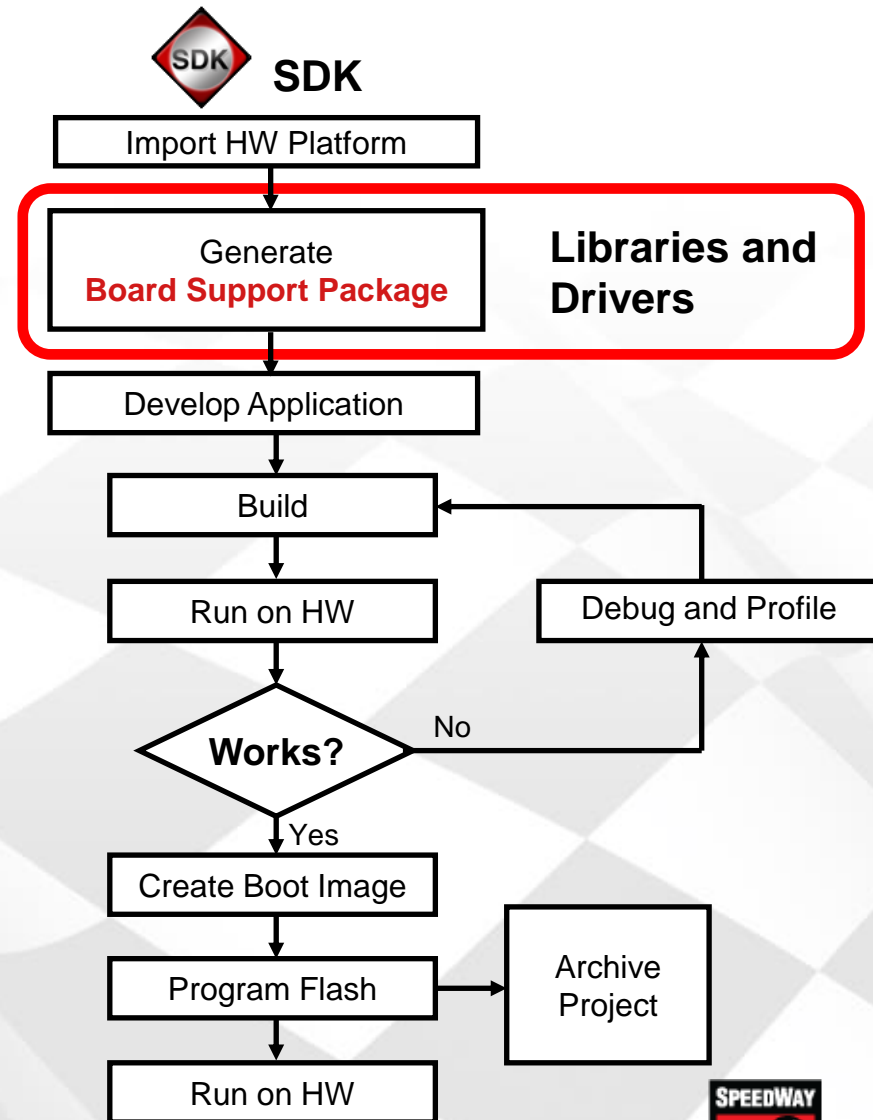 SDK
SDK
Import HW Platform
Generate
Board Support Package
Libraries and
Drivers
Develop Application
Build
Run on HW
Debug and Profile
Works?
No
Yes
Create Boot Image
Program Flash
Archive
Project
Run on HW
SPEEDWAY